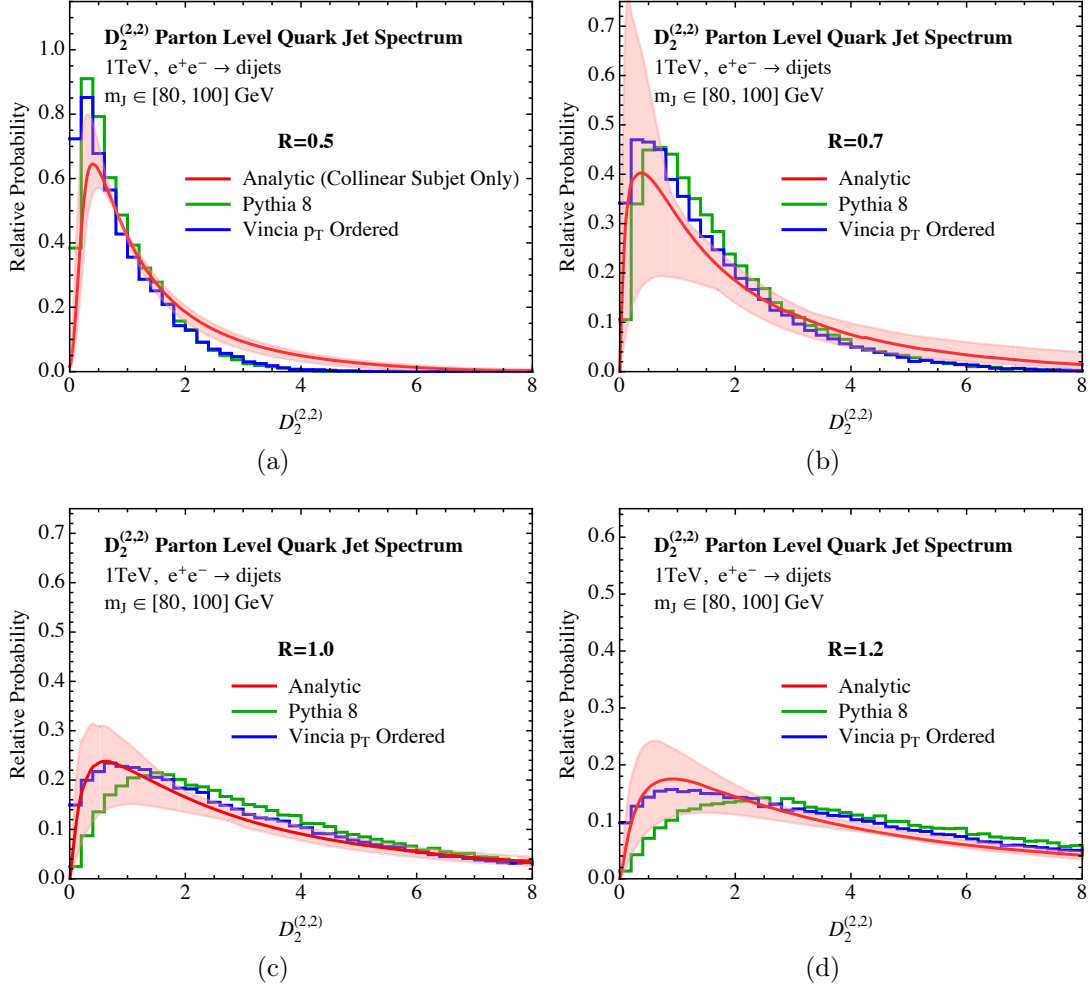 D₂^(2,2) Parton Level Quark Jet Spectrum
1TeV, e⁺e⁻ → dijets
m_J ∈ [80, 100] GeV
R=0.5
Analytic (Collinear Subjet Only)
Pythia 8
Vincia p_T Ordered
Relative Probability
0.0 0.2 0.4 0.6 0.8 1.0
0 2 4 6 8
D₂^(2,2)
(a)
D₂^(2,2) Parton Level Quark Jet Spectrum
1TeV, e⁺e⁻ → dijets
m_J ∈ [80, 100] GeV
R=0.7
Analytic
Pythia 8
Vincia p_T Ordered
Relative Probability
0.0 0.1 0.2 0.3 0.4 0.5 0.6 0.7
0 2 4 6 8
D₂^(2,2)
(b)
D₂^(2,2) Parton Level Quark Jet Spectrum
1TeV, e⁺e⁻ → dijets
m_J ∈ [80, 100] GeV
R=1.0
Analytic
Pythia 8
Vincia p_T Ordered
Relative Probability
0.0 0.1 0.2 0.3 0.4 0.5 0.6 0.7
0 2 4 6 8
D₂^(2,2)
(c)
D₂^(2,2) Parton Level Quark Jet Spectrum
1TeV, e⁺e⁻ → dijets
m_J ∈ [80, 100] GeV
R=1.2
Analytic
Pythia 8
Vincia p_T Ordered
Relative Probability
0.0 0.1 0.2 0.3 0.4 0.5 0.6
0 2 4 6 8
D₂^(2,2)
(d)